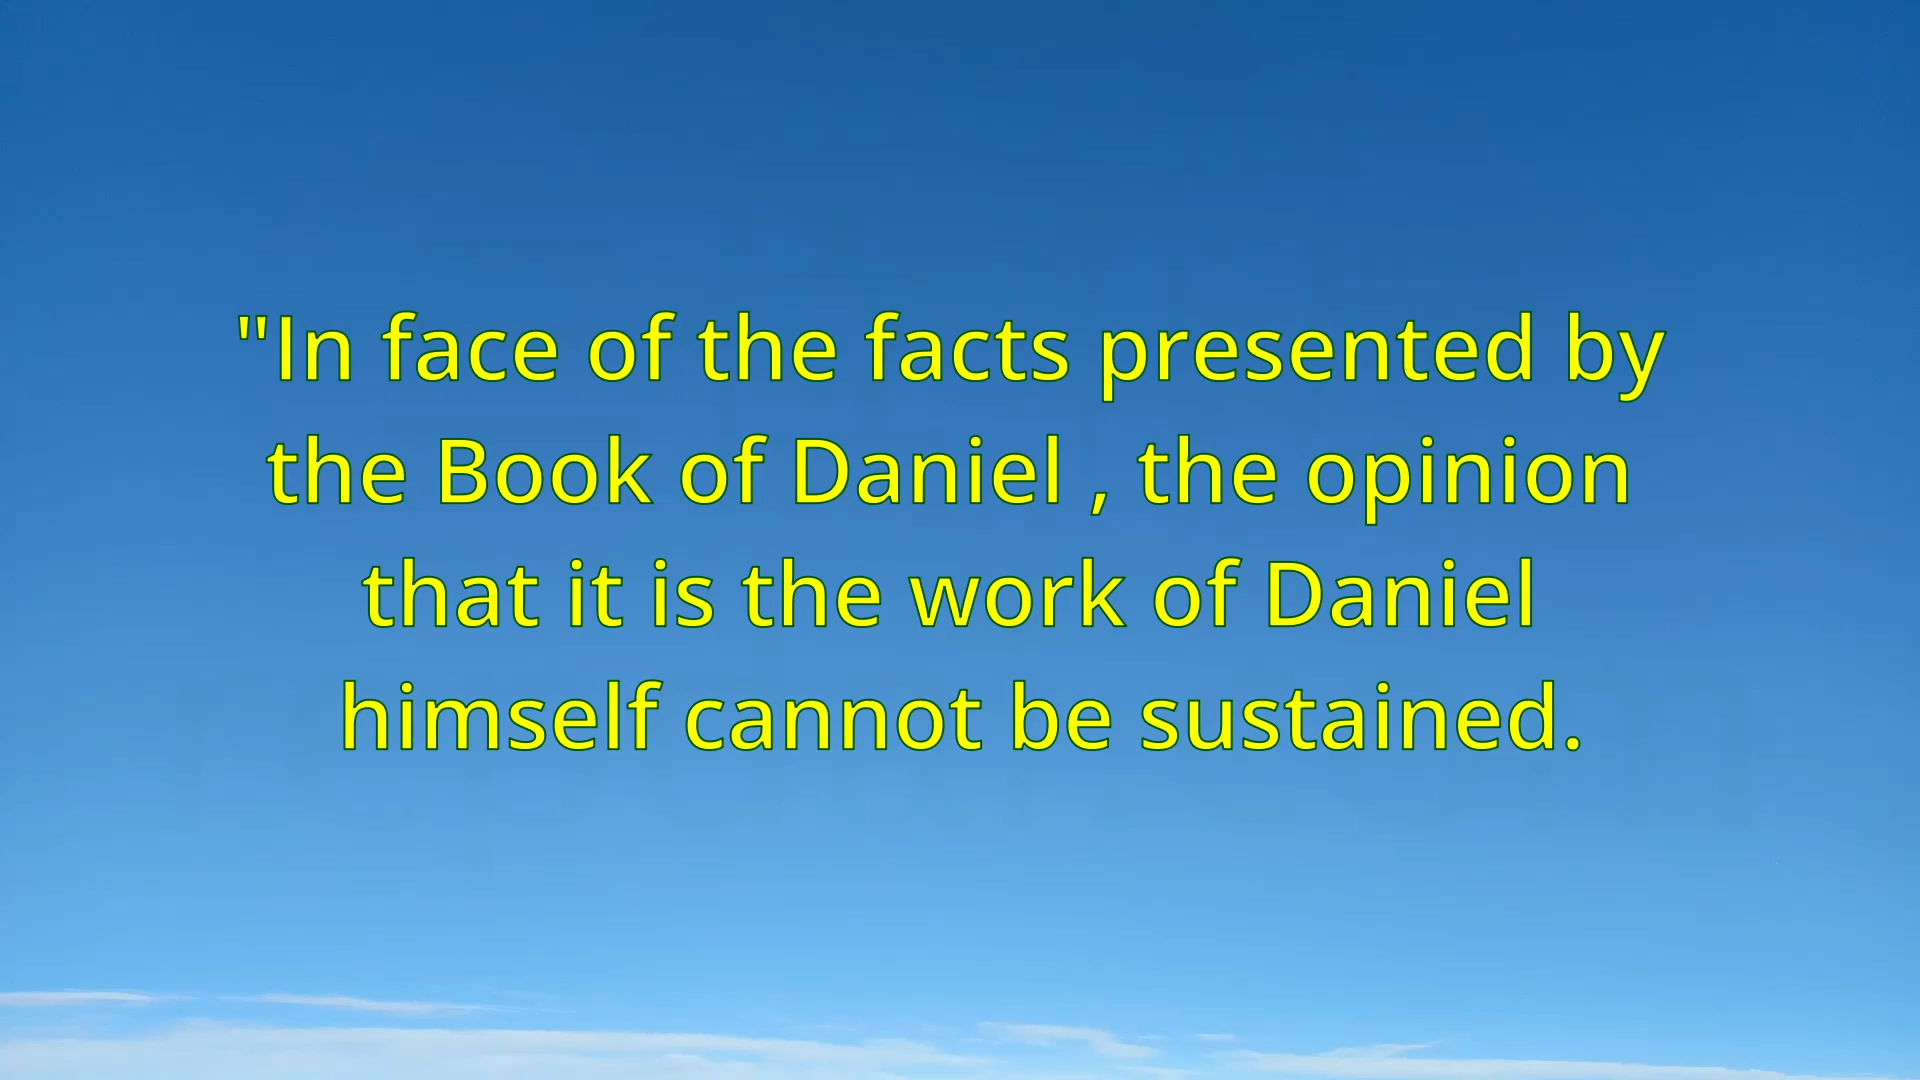 "In face of the facts presented by
the Book of Daniel , the opinion
that it is the work of Daniel
himself cannot be sustained.